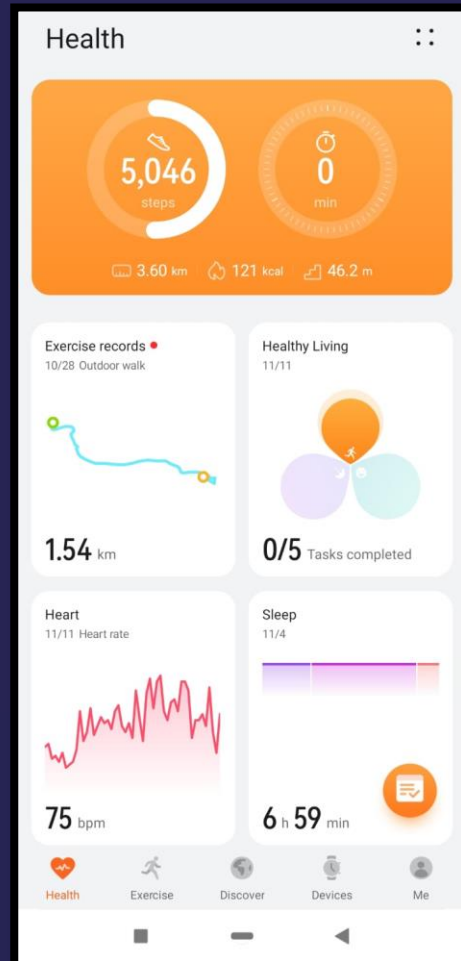 Health
5,046
steps
0
min
3.60 km
121 kcal
46.2 m
Exercise records
10/28 Outdoor walk
1.54 km
Healthy Living
11/11
0/5 Tasks completed
Heart
11/11 Heart rate
75 bpm
Sleep
11/4
6 h 59 min
Health
Exercise
Discover
Devices
Me